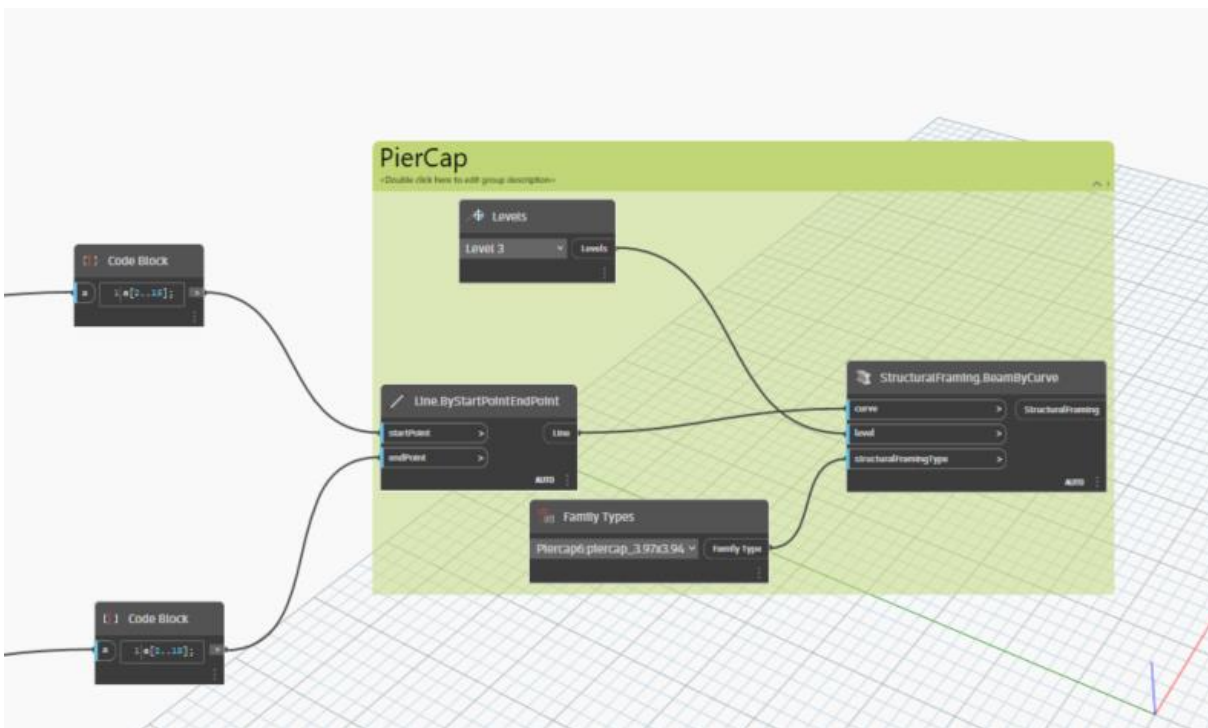 PierCap
<Double click here to edit group description>
Levels
Level 3
Levels
Code Block
a
Line.ByStartPointEndPoint
startPoint
Line
endPoint
AUTO
StructuralFraming.BeamByCurve
curve
>
StructuralFraming
level
>
structuralFramingType
>
AUTO
Family Types
Piercap6:piercap_3.97x3.94
Family Type
Code Block